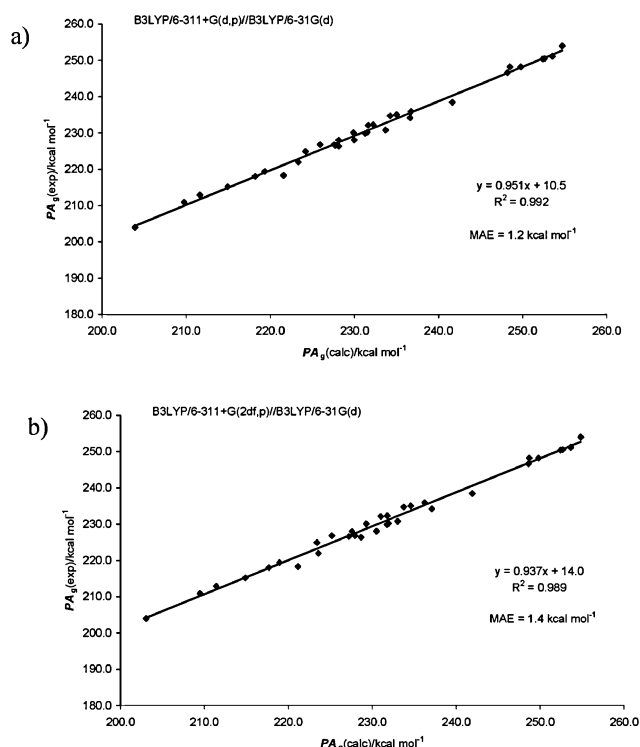 a)
B3LYP/6-311+G(d,p)//B3LYP/6-31G(d)
260.0
250.0
240.0
230.0
220.0
210.0
200.0
190.0
180.0
PAg(exp)/kcal mol-1
y = 0.951x + 10.5
R2 = 0.992
MAE = 1.2 kcal mol-1
200.0 210.0 220.0 230.0 240.0 250.0 260.0
PAg(calc)/kcal mol-1
b)
B3LYP/6-311+G(2df,p)//B3LYP/6-31G(d)
260.0
250.0
240.0
230.0
220.0
210.0
200.0
190.0
180.0
PAg(exp)/kcal mol-1
y = 0.937x + 14.0
R2 = 0.989
MAE = 1.4 kcal mol-1
200.0 210.0 220.0 230.0 240.0 250.0 260.0
PAg(calc)/kcal mol-1